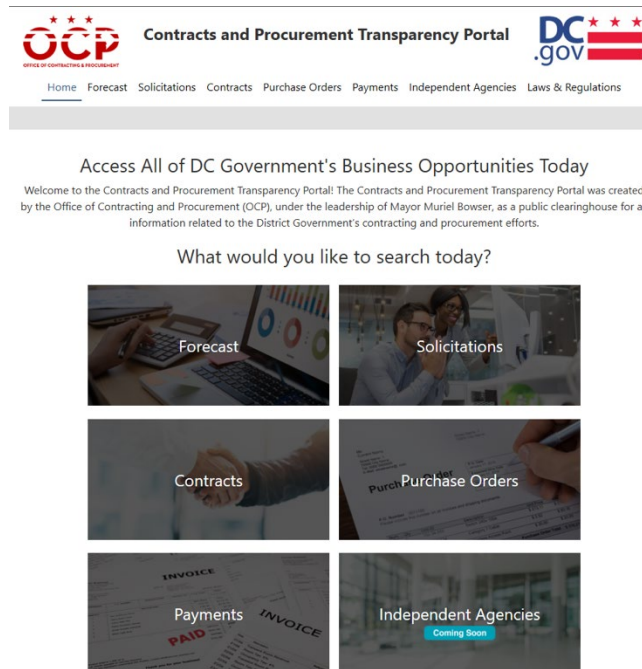 OCP
OFFICE OF CONTRACTING & PROCUREMENT
Contracts and Procurement Transparency Portal
DC
.gov
Home Forecast Solicitations Contracts Purchase Orders Payments Independent Agencies Laws & Regulations
Access All of DC Government's Business Opportunities Today
Welcome to the Contracts and Procurement Transparency Portal! The Contracts and Procurement Transparency Portal was created
by the Office of Contracting and Procurement (OCP), under the leadership of Mayor Muriel Bowser, as a public clearinghouse for a
information related to the District Government's contracting and procurement efforts.
What would you like to search today?
Forecast
Solicitations
Contracts
Purchase Order
Purchase Orders
INVOICE
Payments
INVOICE
PAID
Independent Agencies
Coming Soon